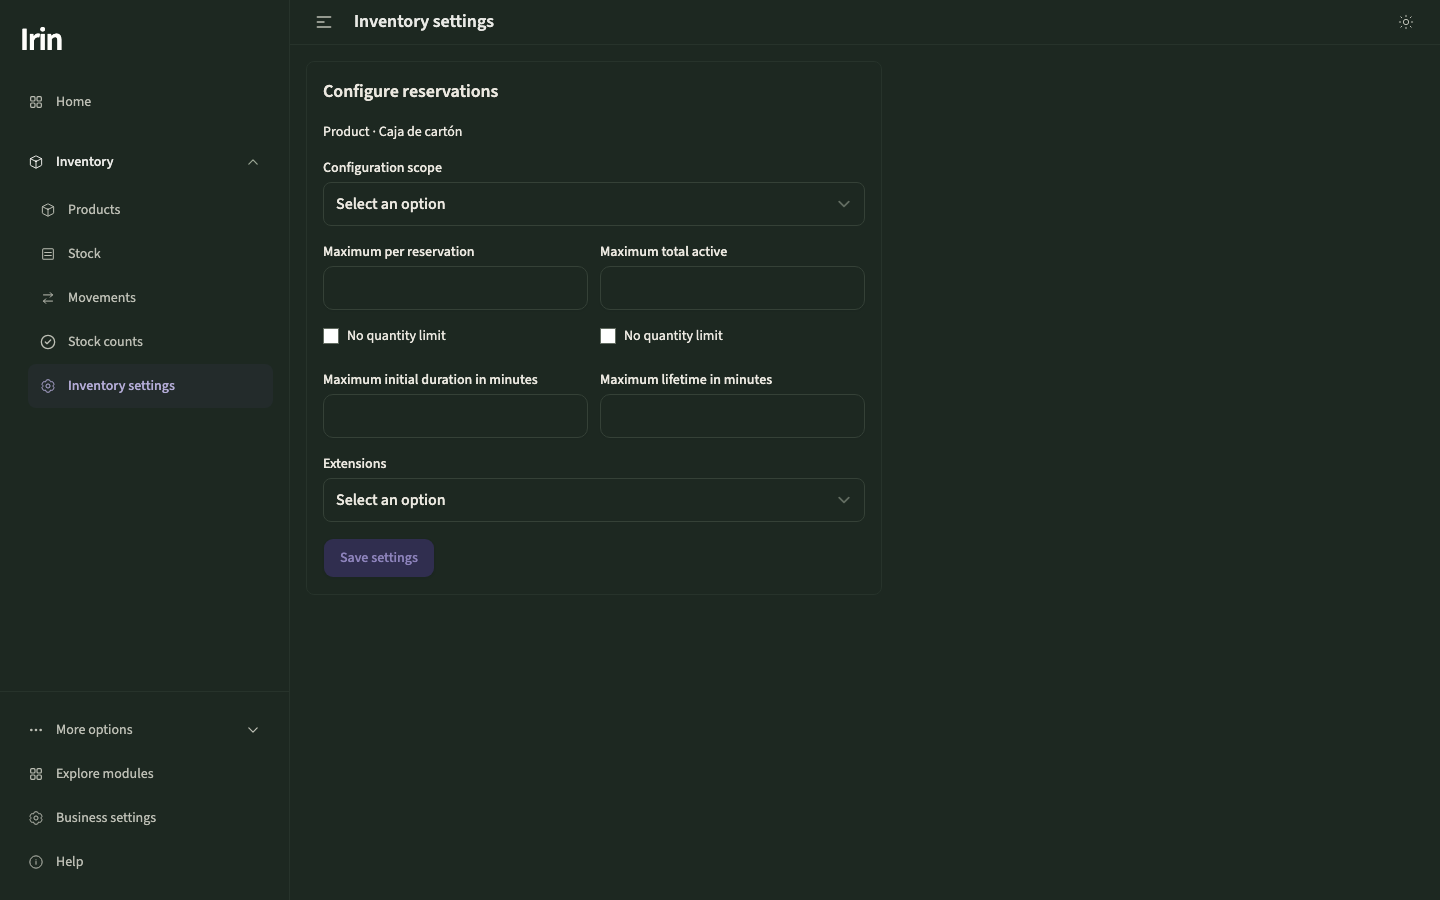 Irin
Inventory settings
Home
Inventory
Products
Stock
Movements
Stock counts
Inventory settings
More options
Explore modules
Business settings
Help
Configure reservations
Product · Caja de cartón
Configuration scope
Select an option
Maximum per reservation
Maximum total active
No quantity limit
No quantity limit
Maximum initial duration in minutes
Maximum lifetime in minutes
Extensions
Select an option
Save settings